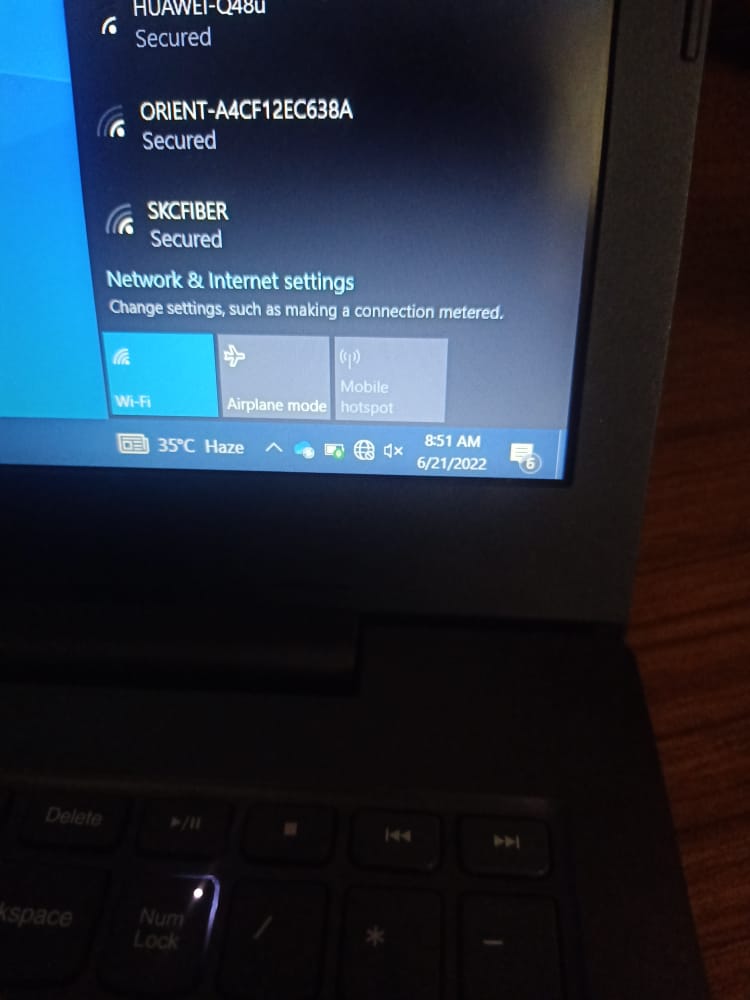 HUAWEI-Q48u
Secured
ORIENT-A4CF12EC638A
Secured
SKCFIBER
Secured
Network & Internet settings
Change settings, such as making a connection metered.
Wi-Fi
Airplane mode
Mobile
hotspot
35°C Haze
8:51 AM
6/21/2022
6
Delete
kspace
Num
Lock
/
*
-